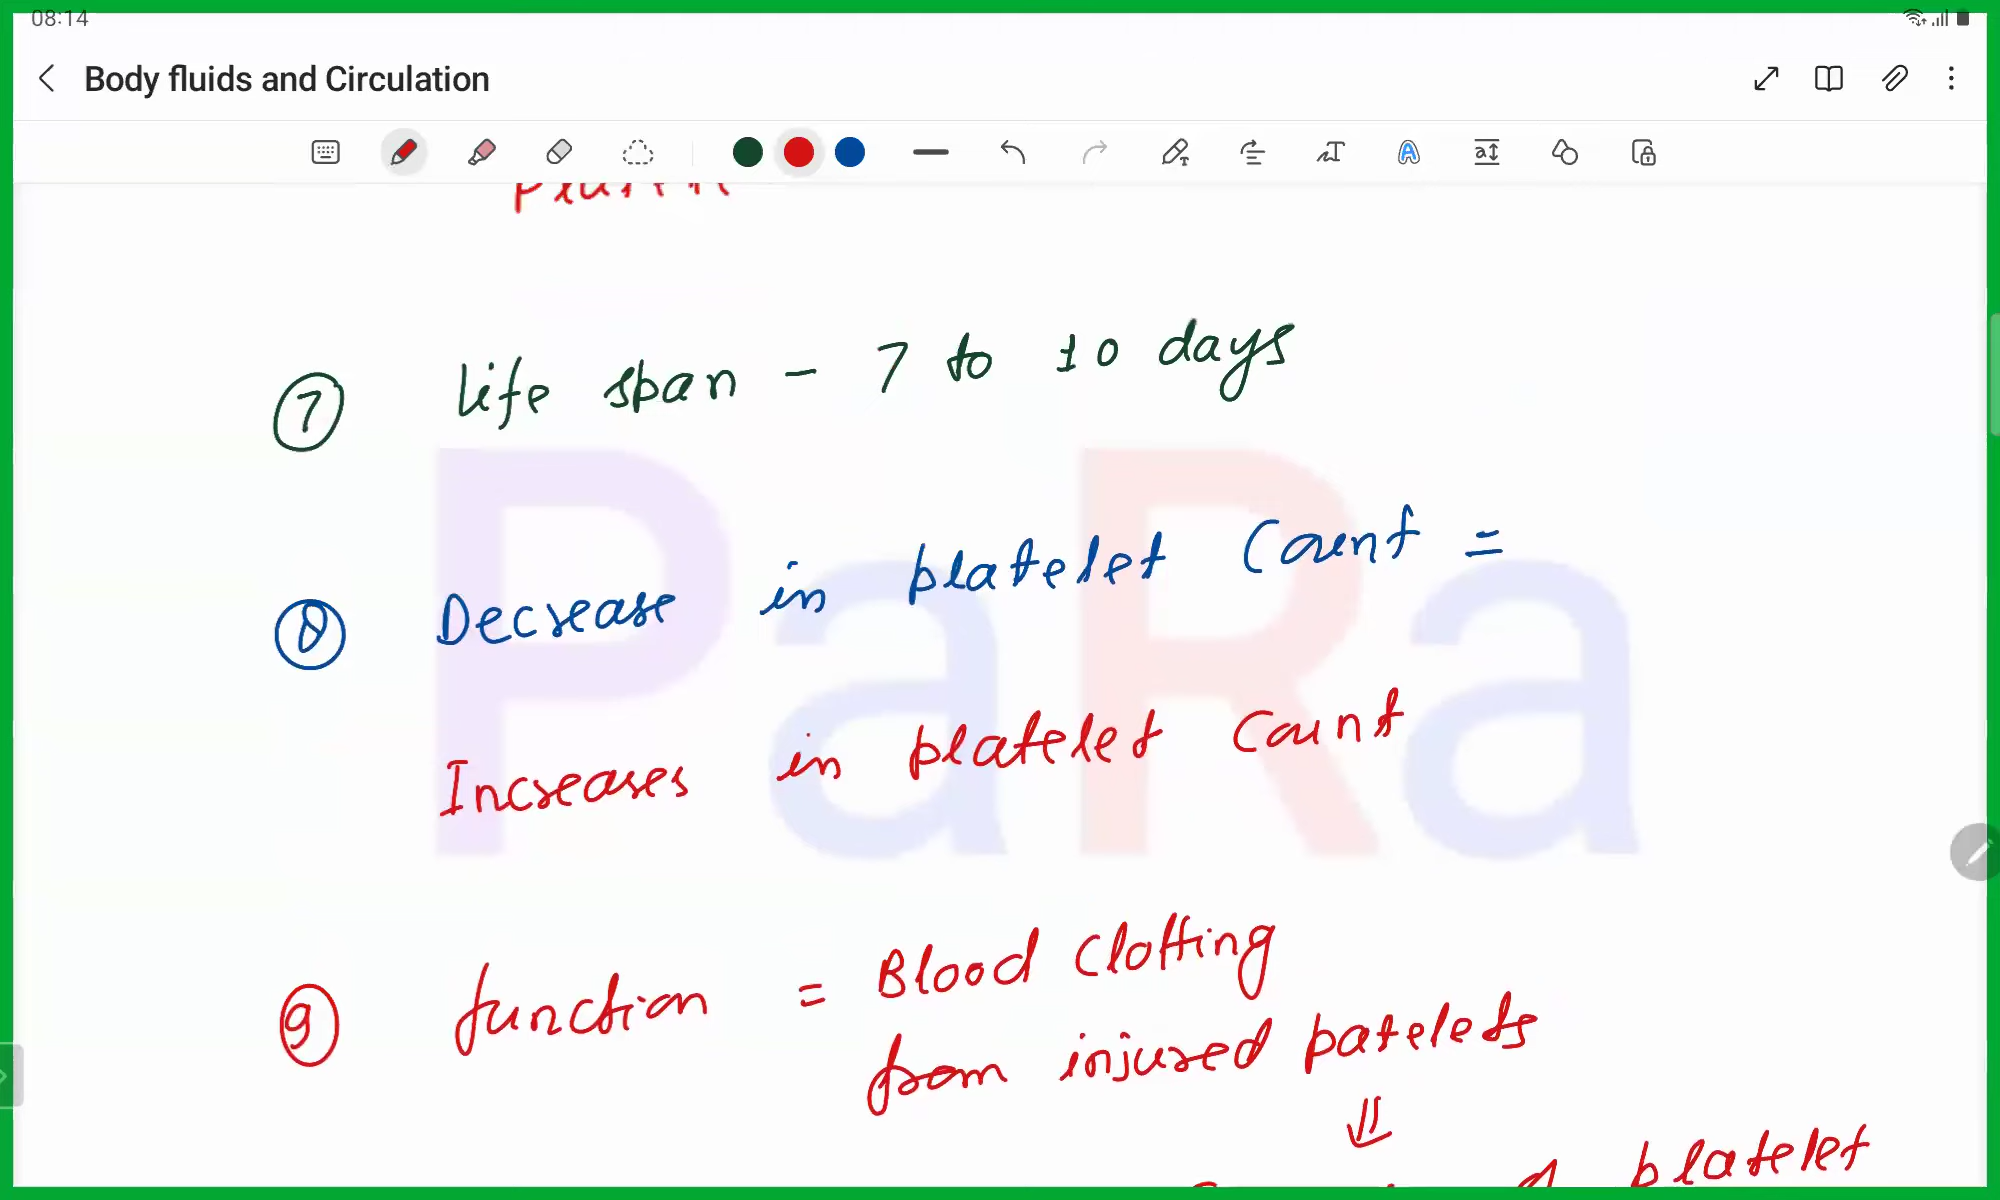 08:14
Body fluids and Circulation
⑦ life span - 7 to 10 days
⑧ Decrease in platelet Count =
Increases in platelet Count
⑨ function = Blood Clotting
from injured patelets
⇓
platelet
PaRa